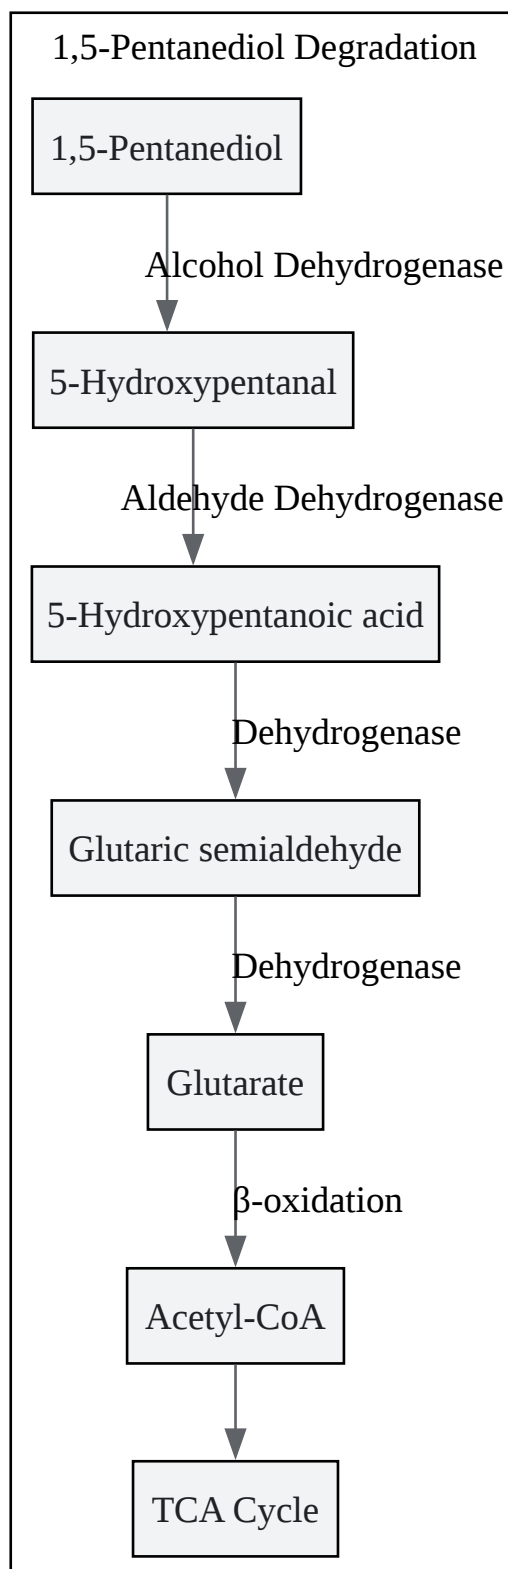 1,5-Pentanediol Degradation
1,5-Pentanediol
Alcohol Dehydrogenase
5-Hydroxypentanal
Aldehyde Dehydrogenase
5-Hydroxypentanoic acid
Dehydrogenase
Glutaric semialdehyde
Dehydrogenase
Glutarate
β-oxidation
Acetyl-CoA
TCA Cycle